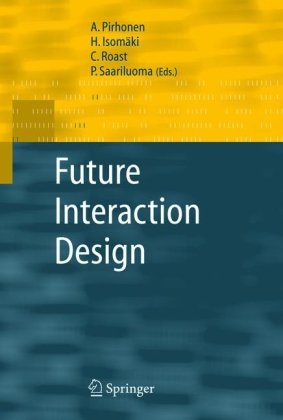 A. Pirhonen
H. Isomäki
C. Roast
P. Saariluoma (Eds.)
Future
Interaction
Design
Springer